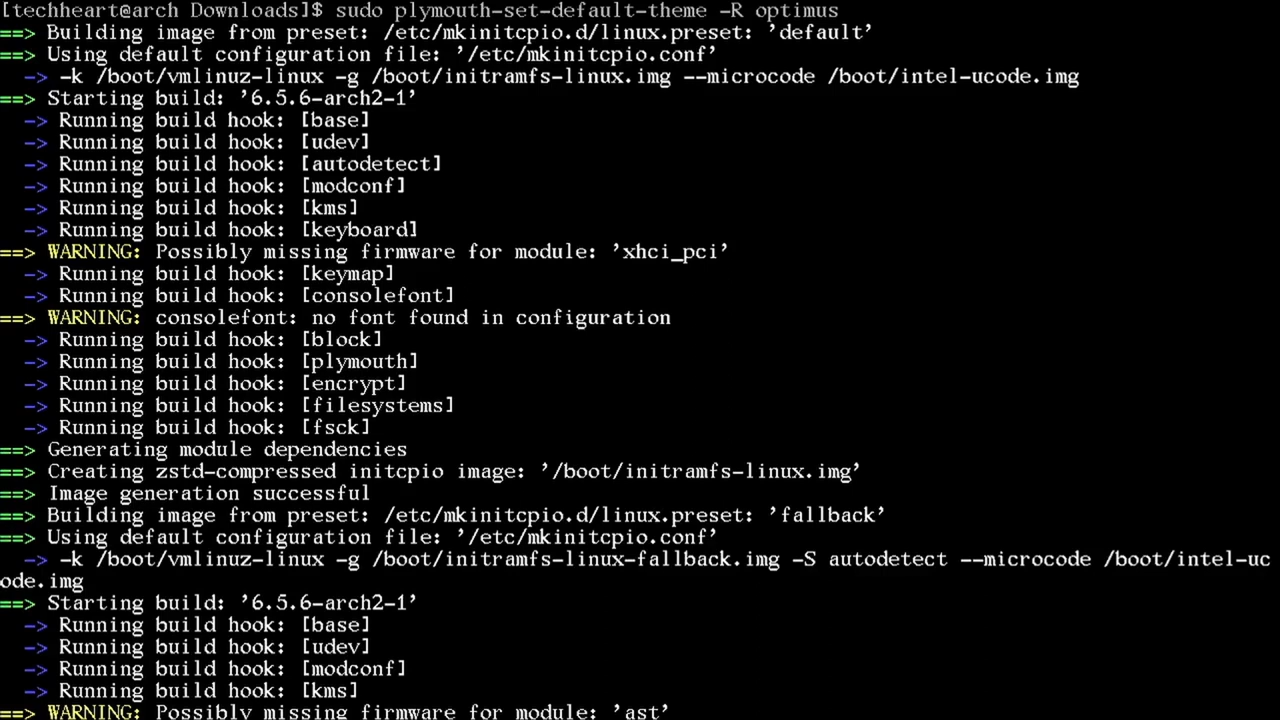 [techheart@arch Downloads]$ sudo plymouth-set-default-theme -R optimus
==> Building image from preset: /etc/mkinitcpio.d/linux.preset: 'default'
==> Using default configuration file: '/etc/mkinitcpio.conf'
  -> -k /boot/vmlinuz-linux -g /boot/initramfs-linux.img --microcode /boot/intel-ucode.img
==> Starting build: '6.5.6-arch2-1'
  -> Running build hook: [base]
  -> Running build hook: [udev]
  -> Running build hook: [autodetect]
  -> Running build hook: [modconf]
  -> Running build hook: [kms]
  -> Running build hook: [keyboard]
==> WARNING: Possibly missing firmware for module: 'xhci_pci'
  -> Running build hook: [keymap]
  -> Running build hook: [consolefont]
==> WARNING: consolefont: no font found in configuration
  -> Running build hook: [block]
  -> Running build hook: [plymouth]
  -> Running build hook: [encrypt]
  -> Running build hook: [filesystems]
  -> Running build hook: [fsck]
==> Generating module dependencies
==> Creating zstd-compressed initcpio image: '/boot/initramfs-linux.img'
==> Image generation successful
==> Building image from preset: /etc/mkinitcpio.d/linux.preset: 'fallback'
==> Using default configuration file: '/etc/mkinitcpio.conf'
  -> -k /boot/vmlinuz-linux -g /boot/initramfs-linux-fallback.img -S autodetect --microcode /boot/intel-uc
ode.img
==> Starting build: '6.5.6-arch2-1'
  -> Running build hook: [base]
  -> Running build hook: [udev]
  -> Running build hook: [modconf]
  -> Running build hook: [kms]
==> WARNING: Possibly missing firmware for module: 'ast'